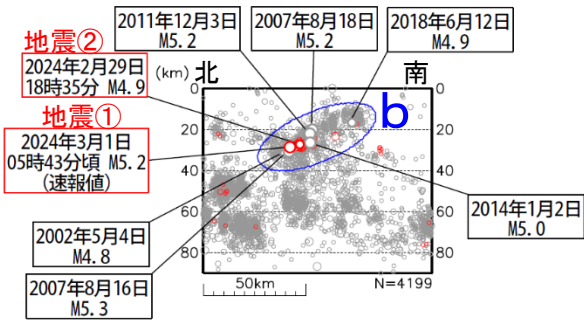 2011年12月3日
M5.2
2007年8月18日
M5.2
2018年6月12日
M4.9
地震②
2024年2月29日
18時35分 M4.9
地震①
2024年3月1日
05時43分頃 M5.2
(速報値)
2002年5月4日
M4.8
2007年8月16日
M5.3
(km) 北 南
b
0 0
20 20
40 40
60 60
80 80
50km N=4199
2014年1月2日
M5.0